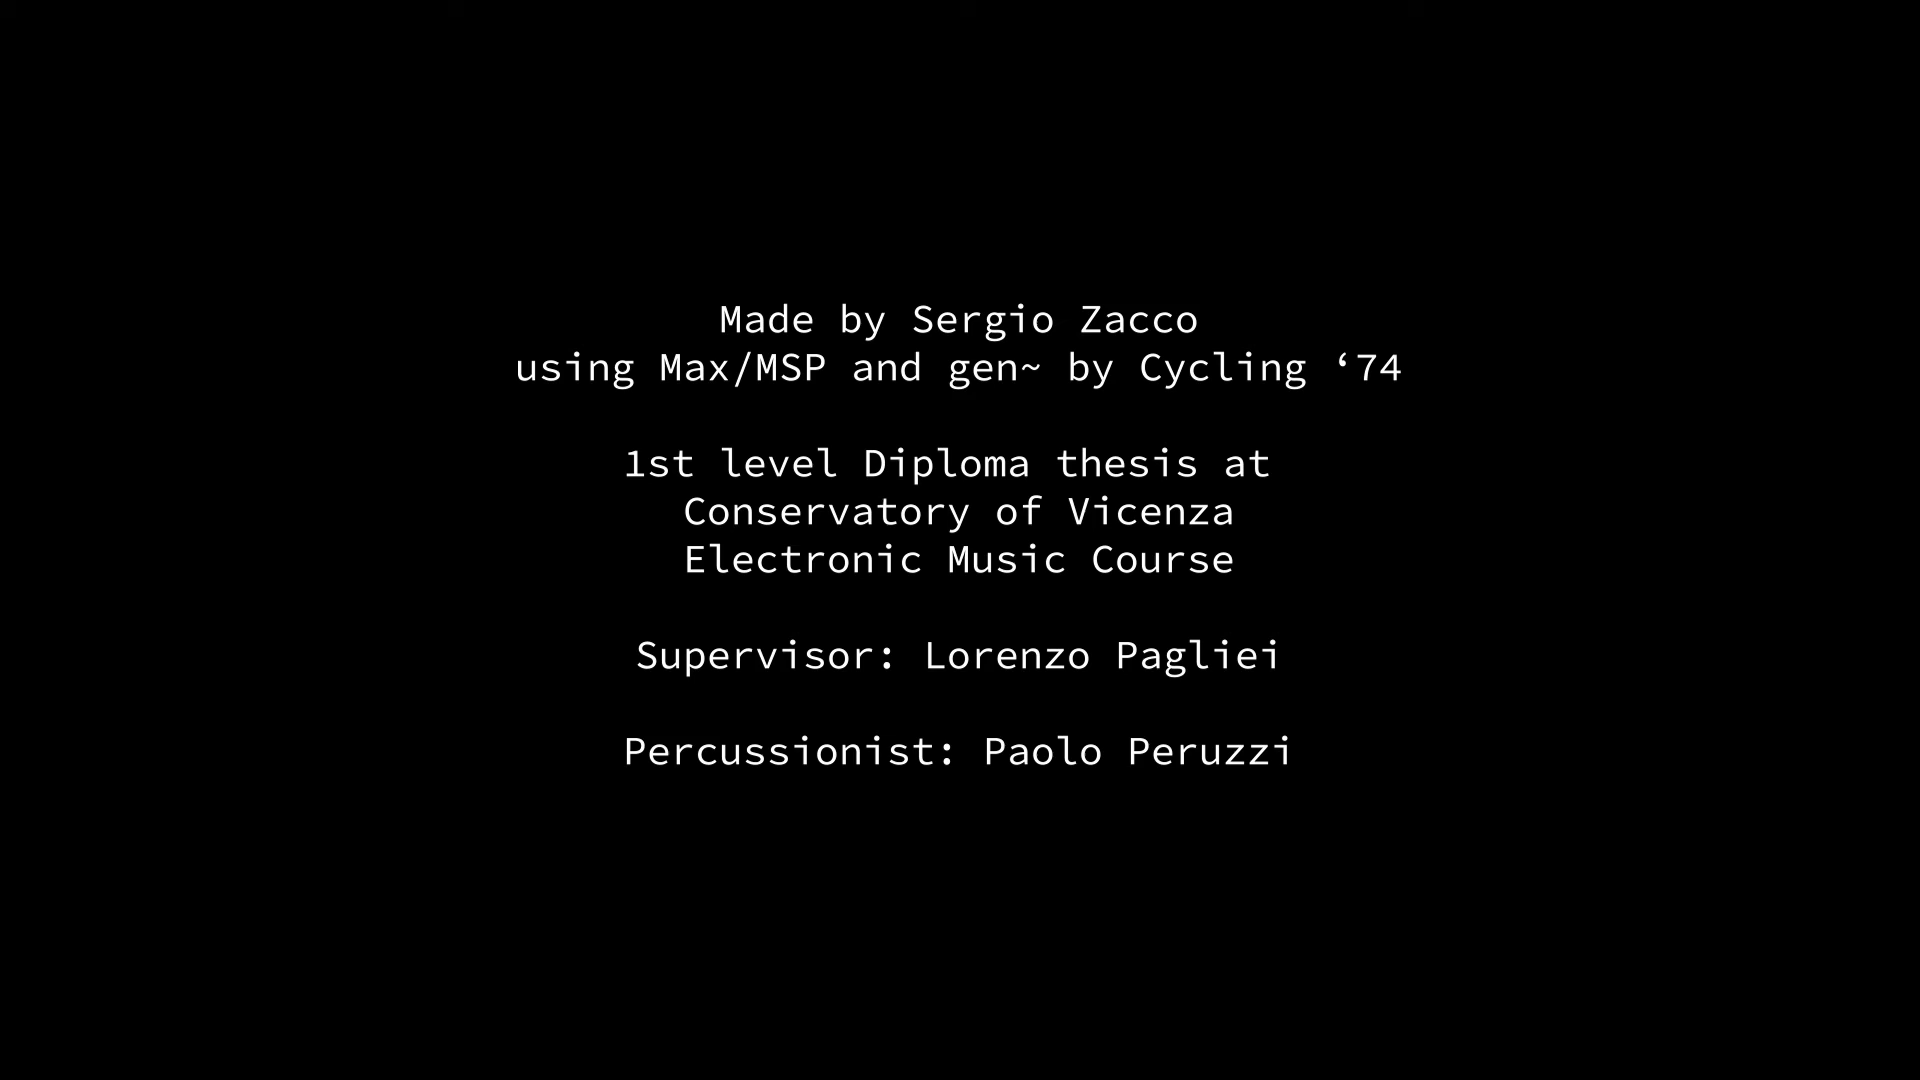 Made by Sergio Zacco
using Max/MSP and gen~ by Cycling ‘74
1st level Diploma thesis at
Conservatory of Vicenza
Electronic Music Course
Supervisor: Lorenzo Pagliei
Percussionist: Paolo Peruzzi